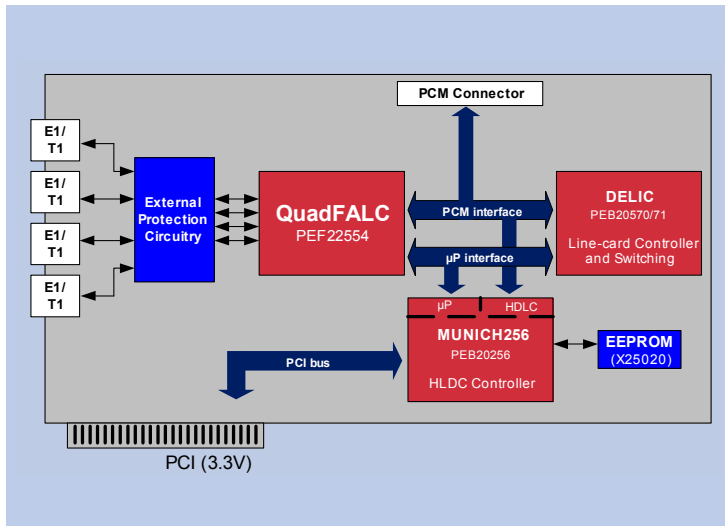 PCM Connector
E1/
T1
E1/
T1
E1/
T1
E1/
T1
External
Protection
Circuitry
QuadFALC
PEF22554
PCM interface
µP interface
DELIC
PEB20570/71
Line-card Controller
and Switching
µP
HDLC
MUNICH256
PEB20256
HLDC Controller
EEPROM
(X25020)
PCI bus
PCI (3.3V)